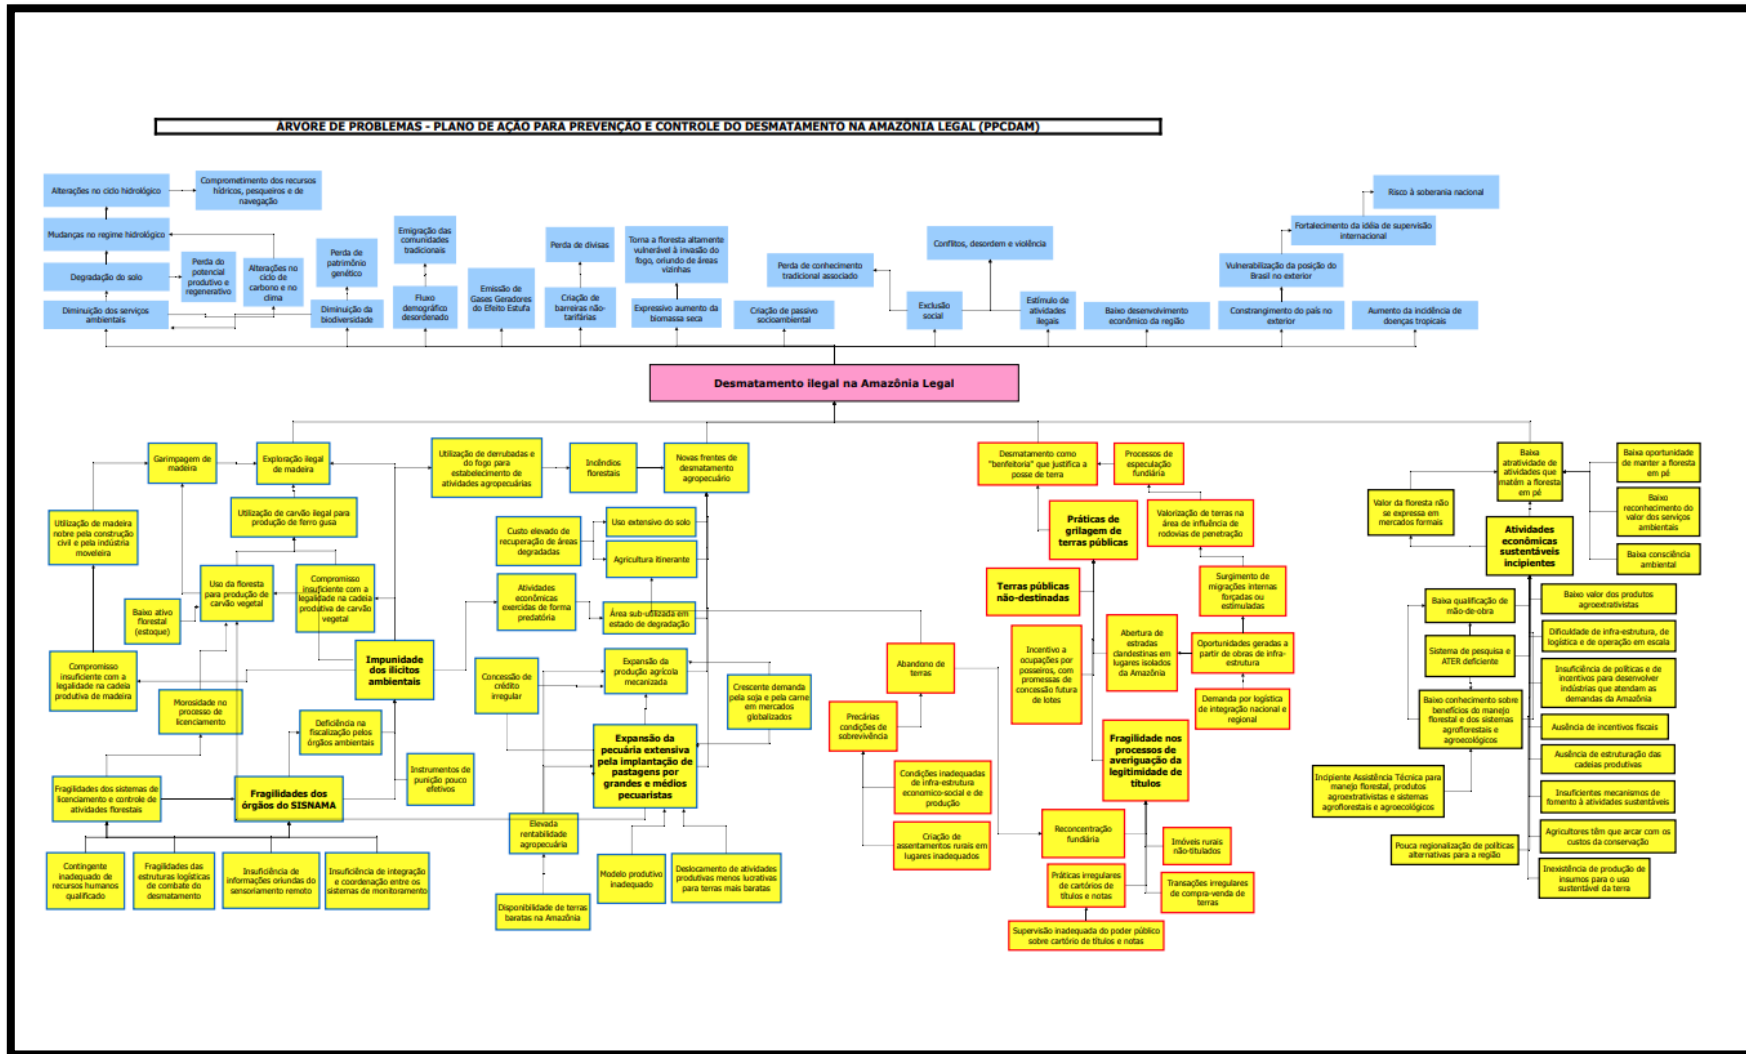 ÁRVORE DE PROBLEMAS - PLANO DE AÇÃO PARA PREVENÇÃO E CONTROLE DO DESMATAMENTO NA AMAZÔNIA LEGAL (PPCDAM)
Alterações no ciclo hidrológico
Comprometimento dos recursos
hídricos, pesqueiros e de
navegação
Mudanças no regime hidrológico
Degradação do solo
Perda do
potencial
produtivo e
regenerativo
Alterações no
ciclo de
carbono e no
clima
Diminuição dos serviços
ambientais
Perda de
patrimônio
genético
Diminuição da
biodiversidade
Emigração das
comunidades
tradicionais
Fluxo
demográfico
desordenado
Emissão de
Gases Geradores
do Efeito Estufa
Perda de divisas
Criação de
barreiras não-
tarifárias
Torna a floresta altamente
vulnerável à invasão do
fogo, oriundo de áreas
vizinhas
Expressivo aumento da
biomassa seca
Criação de passivo
socioambiental
Perda de conhecimento
tradicional associado
Conflitos, desordem e violência
Exclusão
social
Estímulo de
atividades
ilegais
Baixo desenvolvimento
econômico da região
Risco à soberania nacional
Fortalecimento da idéia de supervisão
internacional
Vulnerabilização da posição do
Brasil no exterior
Constrangimento do país no
exterior
Aumento da incidência de
doenças tropicais
Desmatamento ilegal na Amazônia Legal
Garimpagem de
madeira
Exploração ilegal
de madeira
Utilização de derrubadas e
do fogo para
estabelecimento de
atividades agropecuárias
Incêndios
florestais
Novas frentes de
desmatamento
agropecuário
Utilização de madeira
nobre pela construção
civil e pela indústria
moveleira
Utilização de carvão ilegal para
produção de ferro gusa
Custo elevado de
recuperação de áreas
degradadas
Uso extensivo do solo
Agricultura itinerante
Uso da floresta
para produção de
carvão vegetal
Compromisso
insuficiente com a
legalidade na cadeia
produtiva de carvão
vegetal
Baixo ativo
florestal
(estoque)
Atividades
econômicas
exercidas de forma
predatória
Área sub-utilizada em
estado de degradação
Compromisso
insuficiente com a
legalidade na cadeia
produtiva de madeira
Impunidade
dos ilícitos
ambientais
Concessão de
crédito
irregular
Expansão da
produção agrícola
mecanizada
Crescente demanda
pela soja e pela carne
em mercados
globalizados
Morosidade no
processo de
licenciamento
Deficiência na
fiscalização pelos
órgãos ambientais
Fragilidades dos sistemas de
licenciamento e controle de
atividades florestais
Fragilidades dos
órgãos do SISNAMA
Instrumentos de
punição pouco
efetivos
Expansão da
pecuária extensiva
pela implantação de
pastagens por
grandes e médios
pecuaristas
Elevada
rentabilidade
agropecuária
Contingente
inadequado de
recursos humanos
qualificado
Fragilidades das
estruturas logísticas
de combate do
desmatamento
Insuficiência de
informações oriundas do
sensoriamento remoto
Insuficiência de integração
e coordenação entre os
sistemas de monitoramento
Modelo produtivo
inadequado
Deslocamento de atividades
produtivas menos lucrativas
para terras mais baratas
Disponibilidade de terras
baratas na Amazônia
Desmatamento como
"benfeitoria" que justifica a
posse de terra
Processos de
especulação
fundiária
Práticas de
grilagem de
terras públicas
Valorização de terras na
área de influência de
rodovias de penetração
Terras públicas
não-destinadas
Surgimento de
migrações internas
forçadas ou
estimuladas
Incentivo a
ocupações por
posseiros, com
promessas de
concessão futura
de lotes
Abertura de
estradas
clandestinas em
lugares isolados
da Amazônia
Oportunidades geradas a
partir de obras de infra-
estrutura
Abandono de
terras
Demanda por logística
de integração nacional e
regional
Precárias
condições de
sobrevivência
Fragilidade nos
processos de
averiguação da
legitimidade de
títulos
Condições inadequadas
de infra-estrutura
economico-social e de
produção
Criação de
assentamentos rurais em
lugares inadequados
Reconcentração
fundiária
Imóveis rurais
não-titulados
Práticas irregulares
de cartórios de
títulos e notas
Transações irregulares
de compra-venda de
terras
Supervisão inadequada do poder público
sobre cartório de títulos e notas
Baixa
atratividade de
atividades que
matém a floresta
em pé
Baixa oportunidade
de manter a floresta
em pé
Valor da floresta não
se expressa em
mercados formais
Baixo
reconhecimento do
valor dos serviços
ambientais
Atividades
econômicas
sustentáveis
incipientes
Baixa consciência
ambiental
Baixa qualificação de
mão-de-obra
Baixo valor dos produtos
agroextrativistas
Sistema de pesquisa e
ATER deficiente
Dificuldade de infra-estrutura, de
logística e de operação em escala
Baixo conhecimento sobre
benefícios do manejo
florestal e dos sistemas
agroflorestais e
agroecológicos
Insuficiência de políticas e de
incentivos para desenvolver
indústrias que atendam as
demandas da Amazônia
Ausência de incentivos fiscais
Incipiente Assistência Técnica para
manejo florestal, produtos
agroextrativistas e sistemas
agroflorestais e agroecológicos
Ausência de estruturação das
cadeias produtivas
Insuficientes mecanismos de
fomento à atividades sustentáveis
Pouca regionalização de políticas
alternativas para a região
Agricultores têm que arcar com os
custos da conservação
Inexistência de produção de
insumos para o uso
sustentável da terra